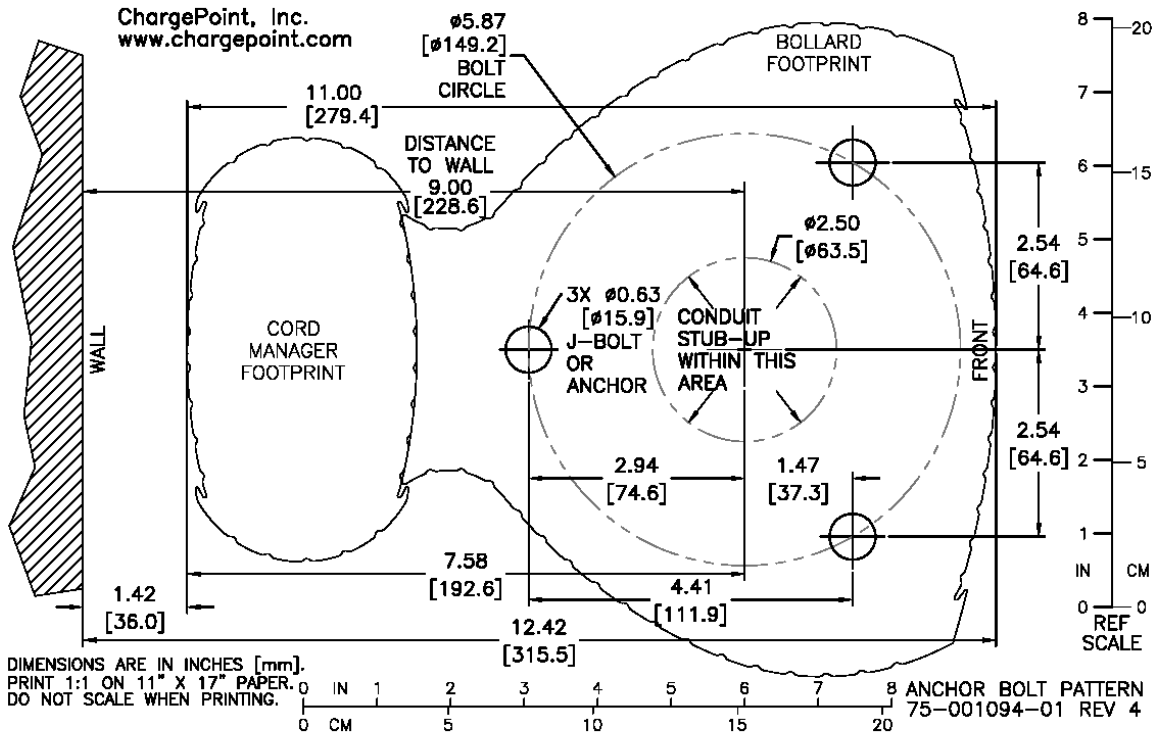 ChargePoint, Inc.
www.chargepoint.com
ø5.87
[ø149.2]
BOLT
CIRCLE
BOLLARD
FOOTPRINT
11.00
[279.4]
DISTANCE
TO WALL
9.00
[228.6]
ø2.50
[ø63.5]
2.54
[64.6]
3X ø0.63
[ø15.9]
J-BOLT
OR
ANCHOR
CONDUIT
STUB-UP
WITHIN THIS
AREA
WALL
CORD
MANAGER
FOOTPRINT
FRONT
2.54
[64.6]
2.94
[74.6]
1.47
[37.3]
7.58
[192.6]
4.41
[111.9]
1.42
[36.0]
12.42
[315.5]
8
7
6
5
4
3
2
1
IN
0
20
15
10
5
CM
0
REF
SCALE
DIMENSIONS ARE IN INCHES [mm].
PRINT 1:1 ON 11" X 17" PAPER.
DO NOT SCALE WHEN PRINTING.
0 IN 1 2 3 4 5 6 7 8
0 CM 5 10 15 20
ANCHOR BOLT PATTERN
75-001094-01 REV 4